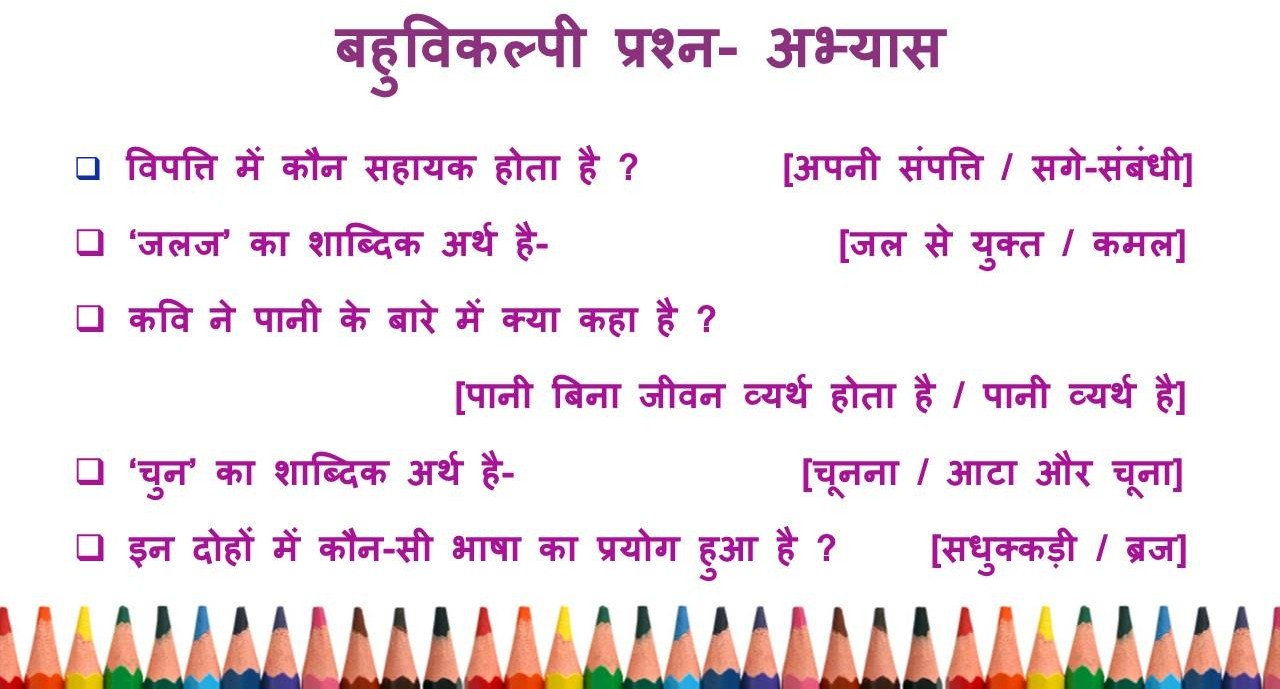 बहुविकल्पी प्रश्न- अभ्यास
❑ विपत्ति में कौन सहायक होता है ? [अपनी संपत्ति / सगे-संबंधी]
❑ ‘जलज’ का शाब्दिक अर्थ है- [जल से युक्त / कमल]
❑ कवि ने पानी के बारे में क्या कहा है ?
[पानी बिना जीवन व्यर्थ होता है / पानी व्यर्थ है]
❑ ‘चुन’ का शाब्दिक अर्थ है- [चूनना / आटा और चूना]
❑ इन दोहों में कौन-सी भाषा का प्रयोग हुआ है ? [सधुक्कड़ी / ब्रज]